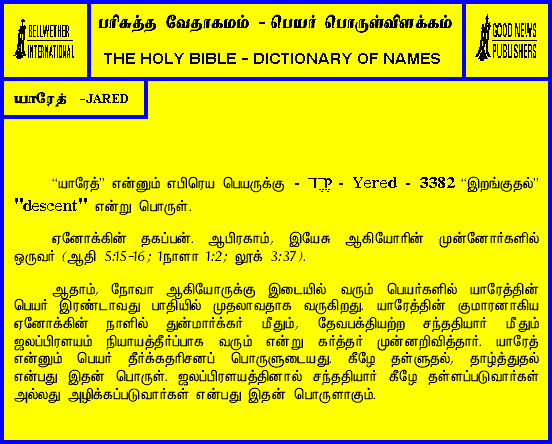 BELLWETHER
INTERNATIONAL
பரிசுத்த வேதாகமம் - பெயர் பொருள்விளக்கம்
THE HOLY BIBLE - DICTIONARY OF NAMES
GOOD NEWS
PUBLISHERS
யாரேத் -JARED
“யாரேத்” என்னும் எபிரெய பெயருக்கு - יֶרֶד - Yered - 3382 “இறங்குதல்”
"descent" என்று பொருள்.
ஏனோக்கின் தகப்பன். ஆபிரகாம், இயேசு ஆகியோரின் முன்னோர்களில்
ஒருவர் (ஆதி 5:15-16; 1நாளா 1:2; லூக் 3:37).
ஆதாம், நோவா ஆகியோருக்கு இடையில் வரும் பெயர்களில் யாரேத்தின்
பெயர் இரண்டாவது பாதியில் முதலாவதாக வருகிறது. யாரேத்தின் குமாரனாகிய
ஏனோக்கின் நாளில் துன்மார்க்கர் மீதும், தேவபக்தியற்ற சந்ததியார் மீதும்
ஜலப்பிரளயம் நியாயத்தீர்ப்பாக வரும் என்று கர்த்தர் முன்னறிவித்தார். யாரேத்
என்னும் பெயர் தீர்க்கதரிசனப் பொருளுடையது. கீழே தள்ளுதல், தாழ்த்துதல்
என்பது இதன் பொருள். ஜலப்பிரளயத்தினால் சந்ததியார் கீழே தள்ளப்படுவார்கள்
அல்லது அழிக்கப்படுவார்கள் என்பது இதன் பொருளாகும்.